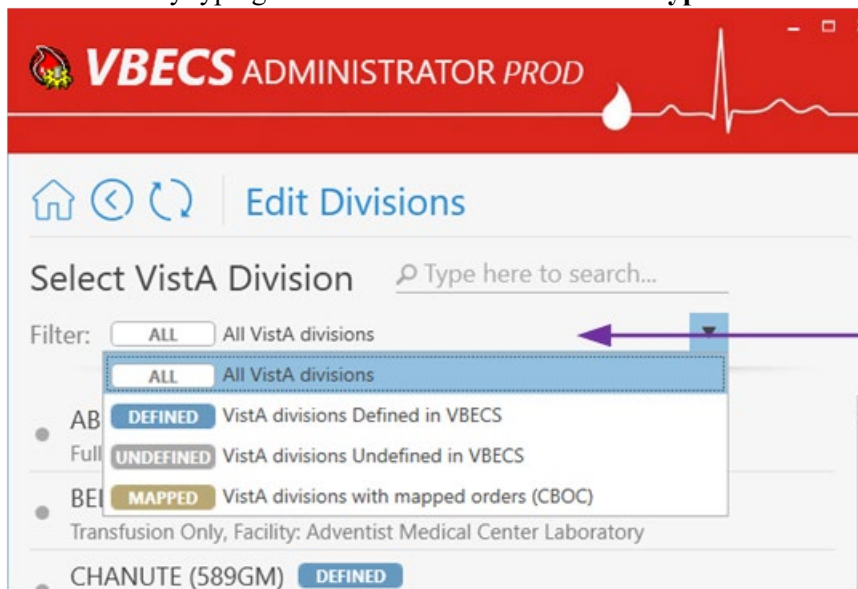 VBECS ADMINISTRATOR PROD
Edit Divisions
Select VistA Division Type here to search...
Filter: ALL All VistA divisions
ALL All VistA divisions
AB DEFINED VistA divisions Defined in VBECS
Full UNDEFINED VistA divisions Undefined in VBECS
MAPPED VistA divisions with mapped orders (CBOC)
Transfusion Only, Facility: Adventist Medical Center Laboratory
CHANUTE (589GM) DEFINED